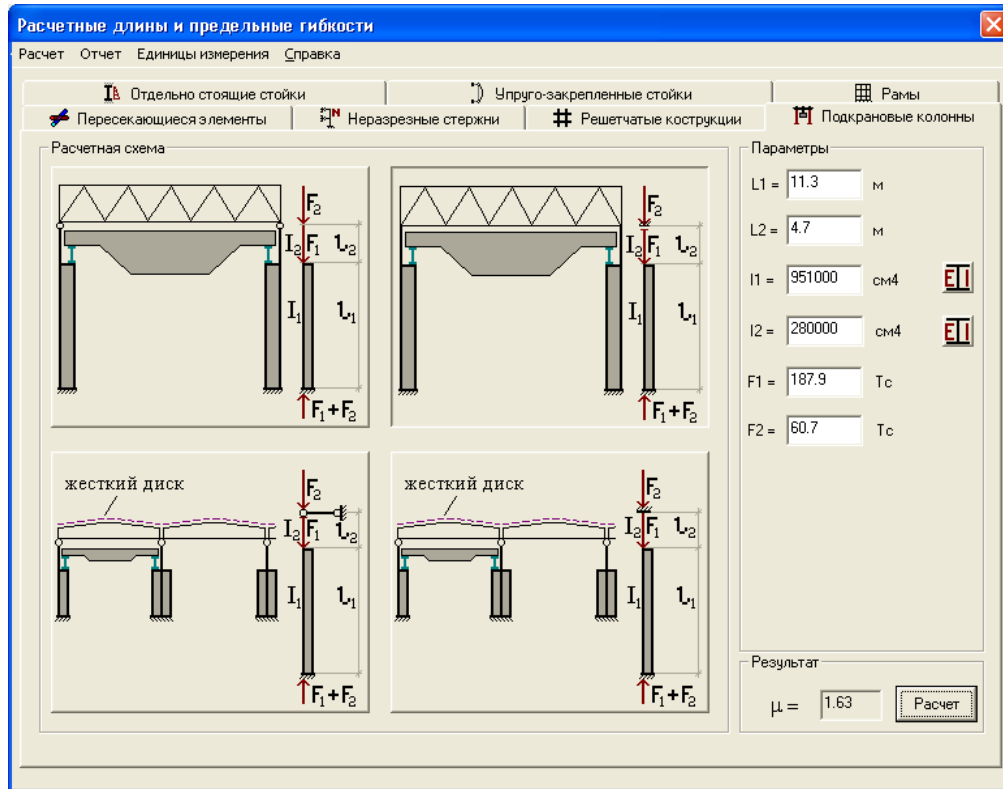 Расчетные длины и предельные гибкости
Расчет Отчет Единицы измерения Справка
Отдельно стоящие стойки Упруго-закрепленные стойки Рамы
Пересекающиеся элементы Неразрезные стержни Решетчатые кострукции Подкрановые колонны
Расчетная схема
F2
I2 F1 l2
I1 l1
F1+F2
F2
I2 F1 l2
I1 l1
F1+F2
жесткий диск
F2
I2 F1 l2
I1 l1
F1+F2
жесткий диск
F2
I2 F1 l2
I1 l1
F1+F2
Параметры
L1 = 11.3 м
L2 = 4.7 м
I1 = 951000 см4
I2 = 280000 см4
F1 = 187.9 Тс
F2 = 60.7 Тс
Результат
μ = 1.63 Расчет